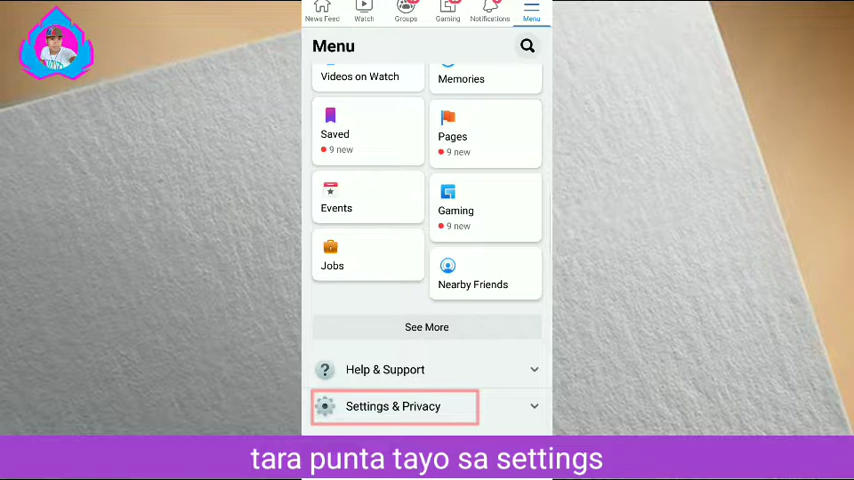 News Feed
Watch
Groups
Gaming
Notifications
Menu
Menu
Videos on Watch
Memories
Saved
9 new
Pages
9 new
Events
Gaming
9 new
Jobs
Nearby Friends
See More
Help & Support
Settings & Privacy
tara punta tayo sa settings